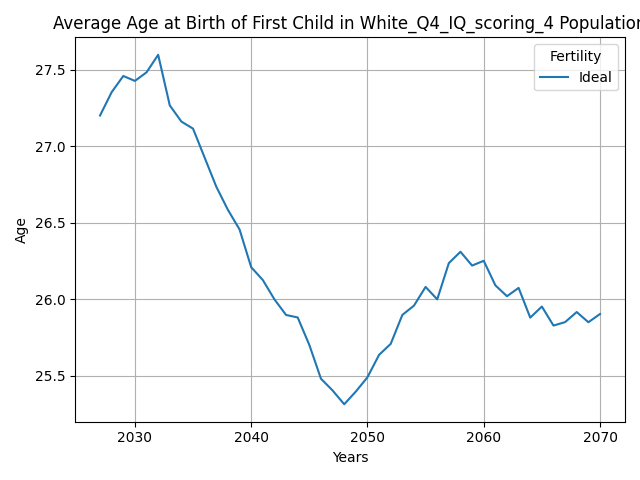 Average Age at Birth of First Child in White_Q4_IQ_scoring_4 Population
Fertility
Ideal
27.5
27.0
26.5
26.0
25.5
Age
2030 2040 2050 2060 2070
Years